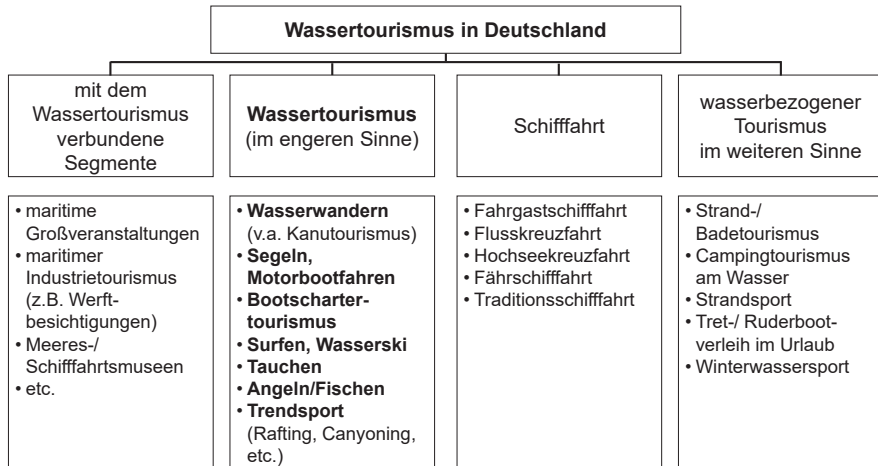 Wassertourismus in Deutschland
mit dem
Wassertourismus
verbundene
Segmente
Wassertourismus
(im engeren Sinne)
Schifffahrt
wasserbezogener
Tourismus
im weiteren Sinne
• maritime
Großveranstaltungen
• maritimer
Industrietourismus
(z.B. Werft-
besichtigungen)
• Meeres-/
Schifffahrtsmuseen
• etc.
• Wasserwandern
(v.a. Kanutourismus)
• Segeln,
Motorbootfahren
• Bootscharter-
tourismus
• Surfen, Wasserski
• Tauchen
• Angeln/Fischen
• Trendsport
(Rafting, Canyoning,
etc.)
• Fahrgastschifffahrt
• Flusskreuzfahrt
• Hochseekreuzfahrt
• Fährschifffahrt
• Traditionsschifffahrt
• Strand-/
Badetourismus
• Campingtourismus
am Wasser
• Strandsport
• Tret-/ Ruderboot-
verleih im Urlaub
• Winterwassersport